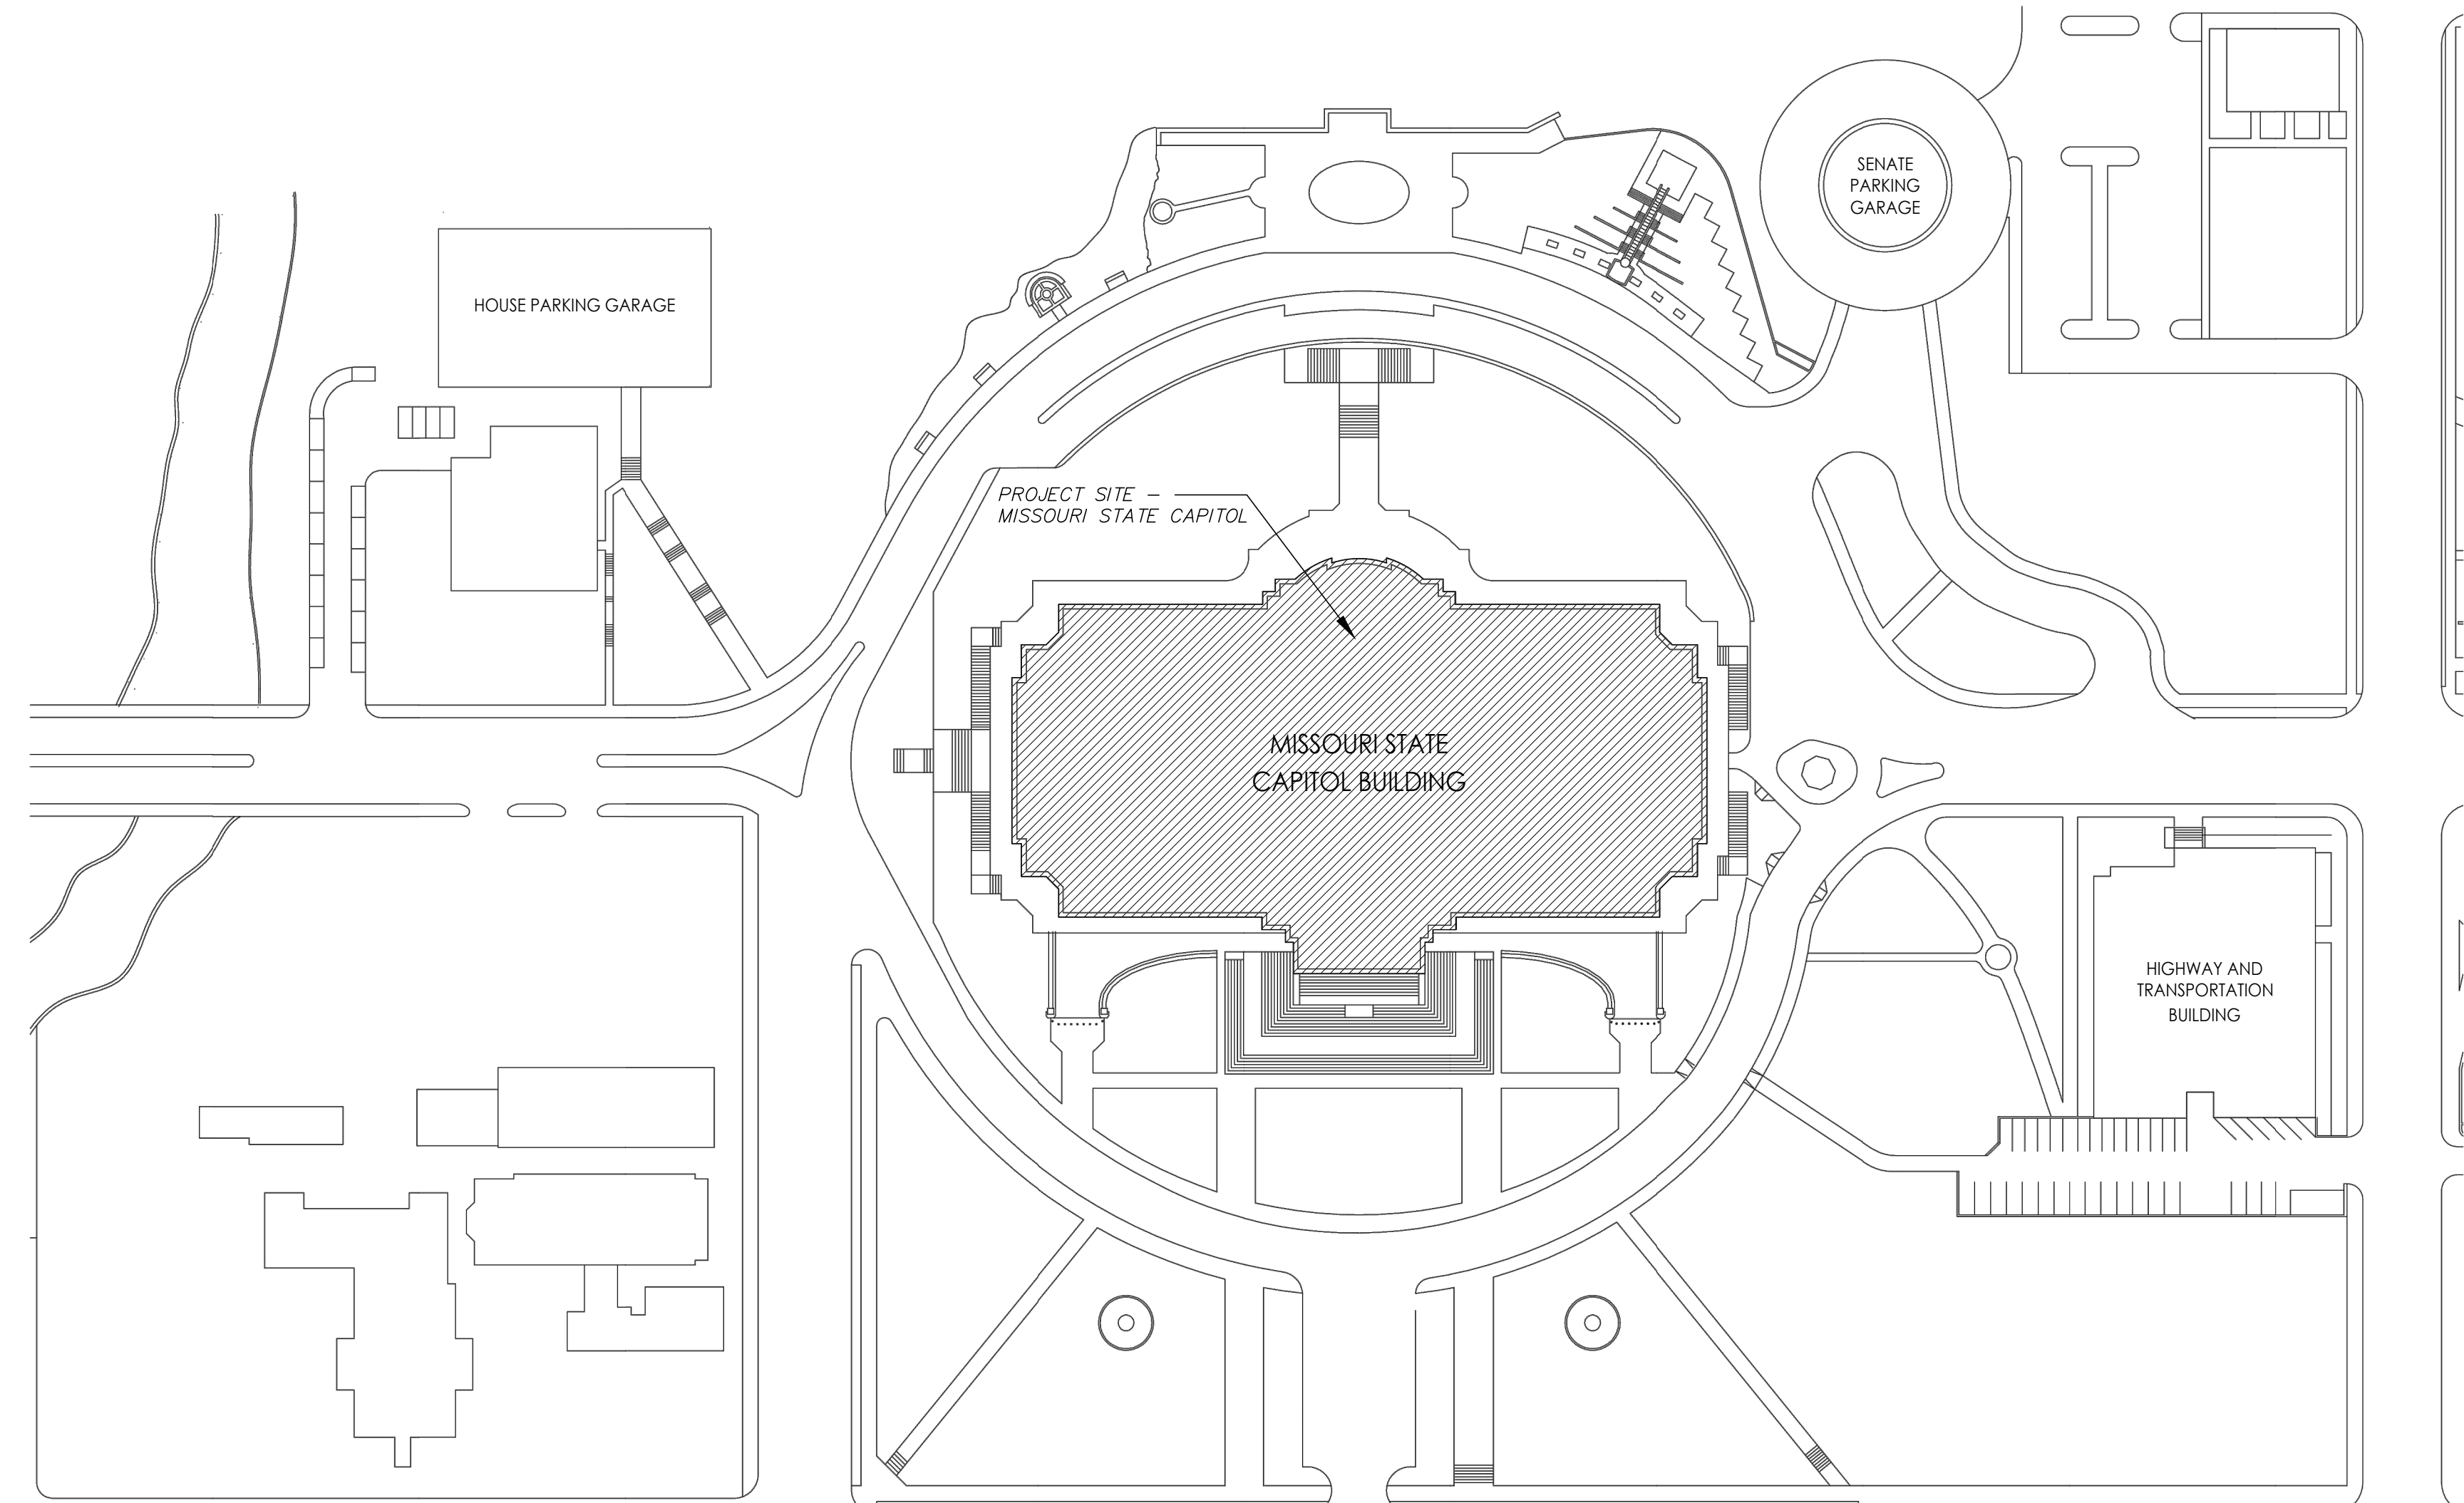 SENATE
PARKING
GARAGE
HOUSE PARKING GARAGE
PROJECT SITE –
MISSOURI STATE CAPITOL
MISSOURI STATE
CAPITOL BUILDING
HIGHWAY AND
TRANSPORTATION
BUILDING